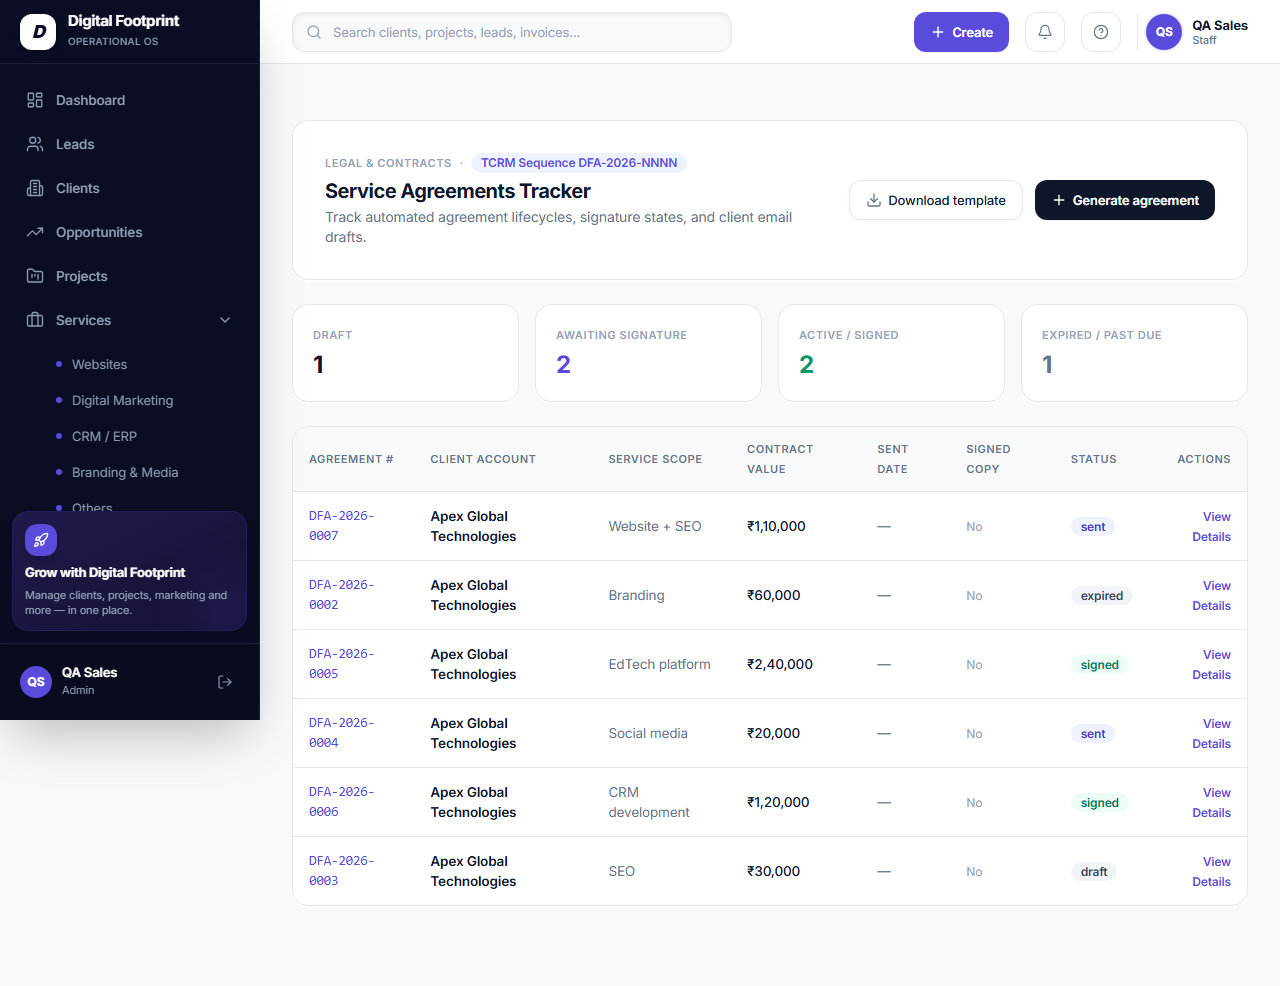 D
Digital Footprint
OPERATIONAL OS
Search clients, projects, leads, invoices...
Create
QS
QA Sales
Staff
Dashboard
Leads
Clients
Opportunities
Projects
Services
Websites
Digital Marketing
CRM / ERP
Branding & Media
Others
Grow with Digital Footprint
Manage clients, projects, marketing and
more — in one place.
QS
QA Sales
Admin
LEGAL & CONTRACTS · TCRM Sequence DFA-2026-NNNN
Service Agreements Tracker
Track automated agreement lifecycles, signature states, and client email
drafts.
Download template
Generate agreement
DRAFT
1
AWAITING SIGNATURE
2
ACTIVE / SIGNED
2
EXPIRED / PAST DUE
1
AGREEMENT # CLIENT ACCOUNT SERVICE SCOPE CONTRACT VALUE SENT DATE SIGNED COPY STATUS ACTIONS
DFA-2026-0007 Apex Global Technologies Website + SEO ₹1,10,000 — No sent View Details
DFA-2026-0002 Apex Global Technologies Branding ₹60,000 — No expired View Details
DFA-2026-0005 Apex Global Technologies EdTech platform ₹2,40,000 — No signed View Details
DFA-2026-0004 Apex Global Technologies Social media ₹20,000 — No sent View Details
DFA-2026-0006 Apex Global Technologies CRM development ₹1,20,000 — No signed View Details
DFA-2026-0003 Apex Global Technologies SEO ₹30,000 — No draft View Details